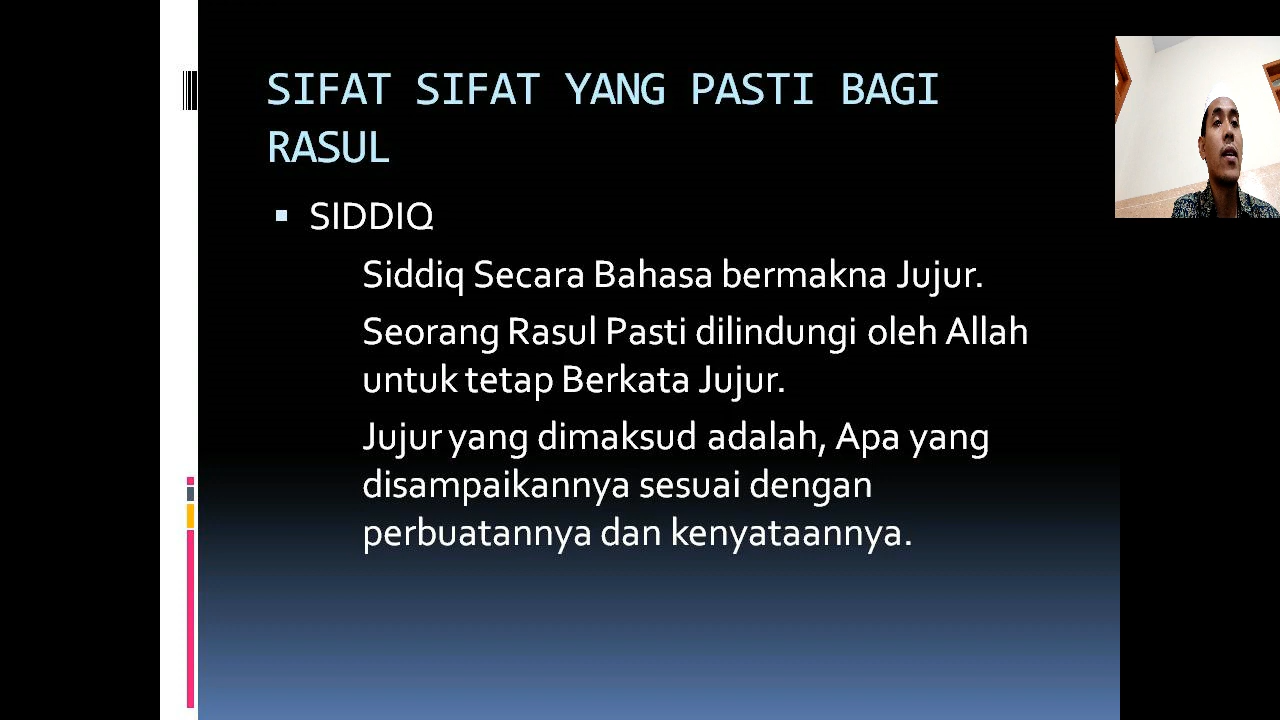 SIFAT SIFAT YANG PASTI BAGI
RASUL
SIDDIQ
Siddiq Secara Bahasa bermakna Jujur.
Seorang Rasul Pasti dilindungi oleh Allah
untuk tetap Berkata Jujur.
Jujur yang dimaksud adalah, Apa yang
disampaikannya sesuai dengan
perbuatannya dan kenyataannya.